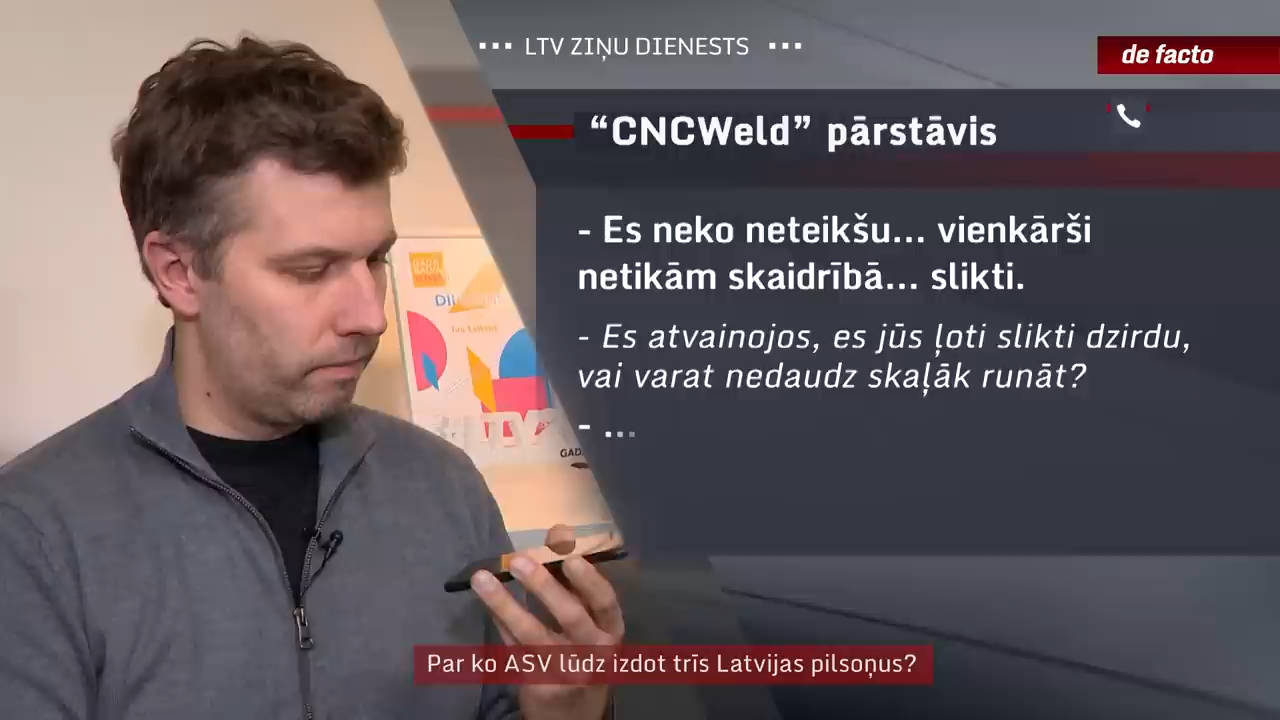 LTV ZIŅU DIENESTS
de facto
“CNCWeld” pārstāvis
- Es neko neteikšu... vienkārši
netikām skaidrībā... slikti.
- Es atvainojos, es jūs ļoti slikti dzirdu,
vai varat nedaudz skaļāk runāt?
- ...
GADA
Par ko ASV lūdz izdot trīs Latvijas pilsoņus?